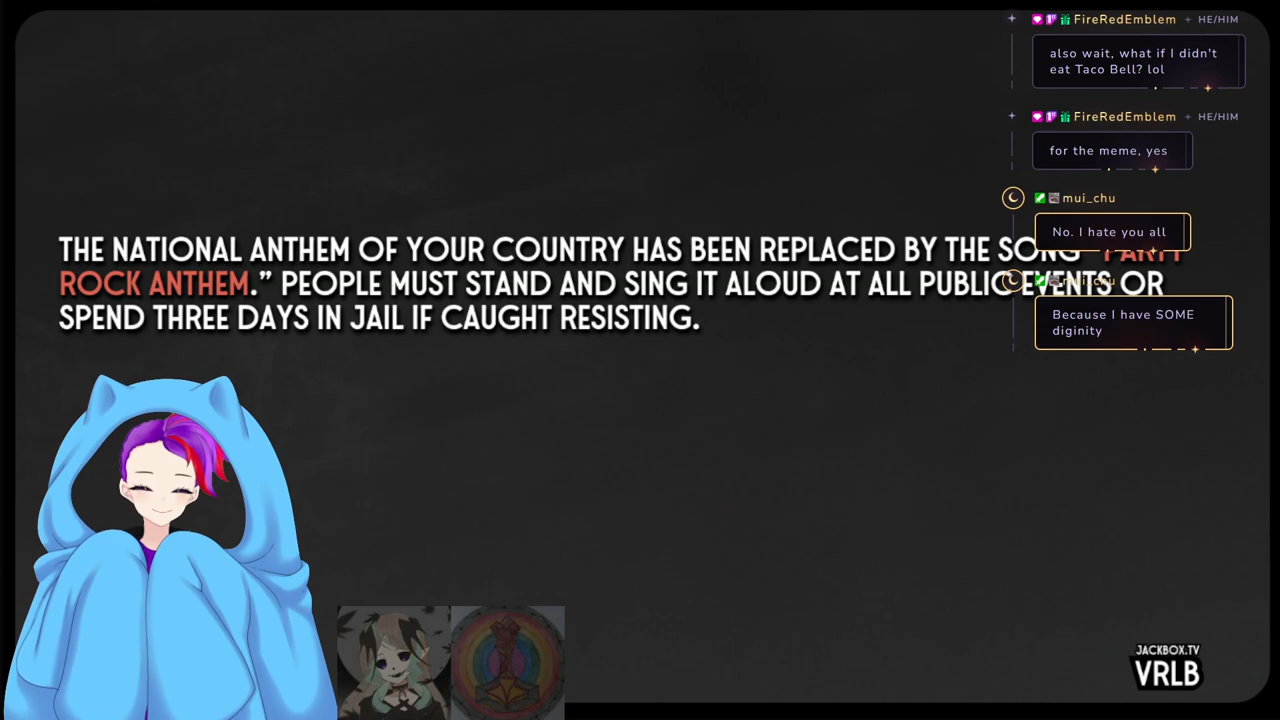 FireRedEmblem + HE/HIM
also wait, what if I didn't
eat Taco Bell? lol
FireRedEmblem + HE/HIM
for the meme, yes
mui_chu
No. I hate you all
mui_chu
Because I have SOME
diginity
THE NATIONAL ANTHEM OF YOUR COUNTRY HAS BEEN REPLACED BY THE SONG "PARTY
ROCK ANTHEM." PEOPLE MUST STAND AND SING IT ALOUD AT ALL PUBLIC EVENTS OR
SPEND THREE DAYS IN JAIL IF CAUGHT RESISTING.
JACKBOX.TV
VRLB